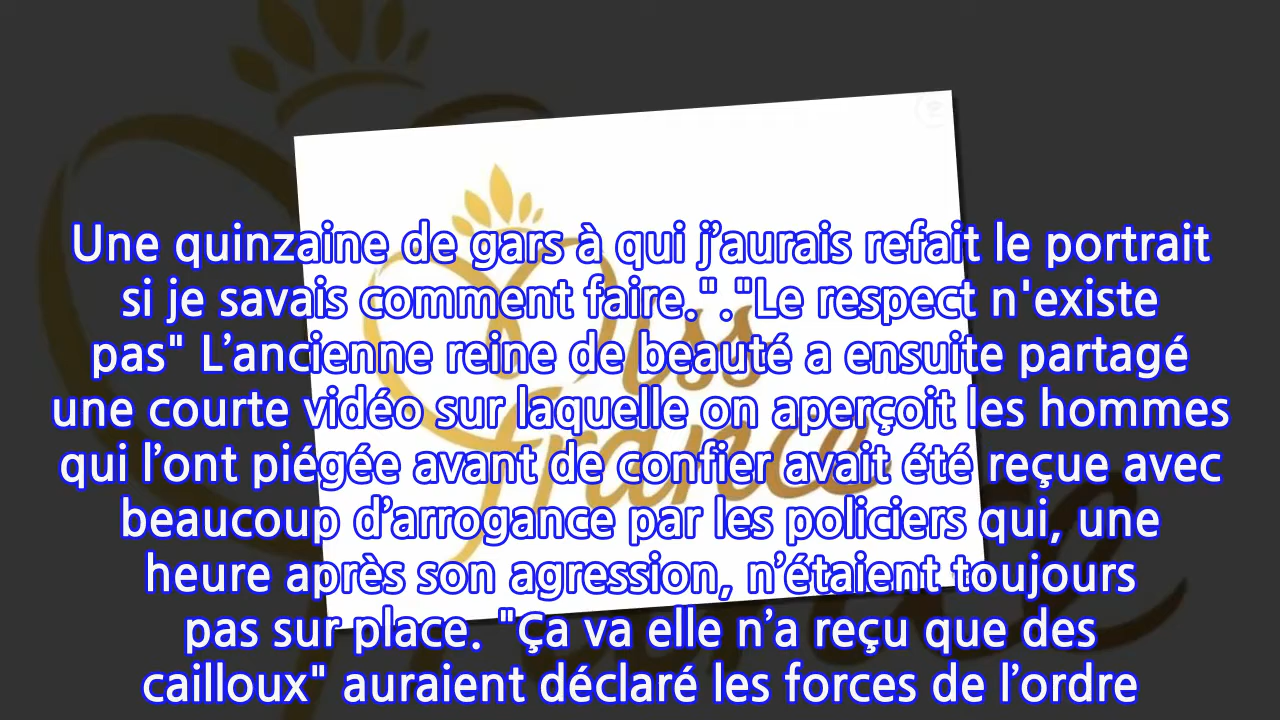 Une quinzaine de gars à qui j’aurais refait le portrait
si je savais comment faire."."Le respect n'existe
pas" L’ancienne reine de beauté a ensuite partagé
une courte vidéo sur laquelle on aperçoit les hommes
qui l’ont piégée avant de confier avait été reçue avec
beaucoup d’arrogance par les policiers qui, une
heure après son agression, n’étaient toujours
pas sur place. "Ça va elle n’a reçu que des
cailloux" auraient déclaré les forces de l’ordre
Miss
France